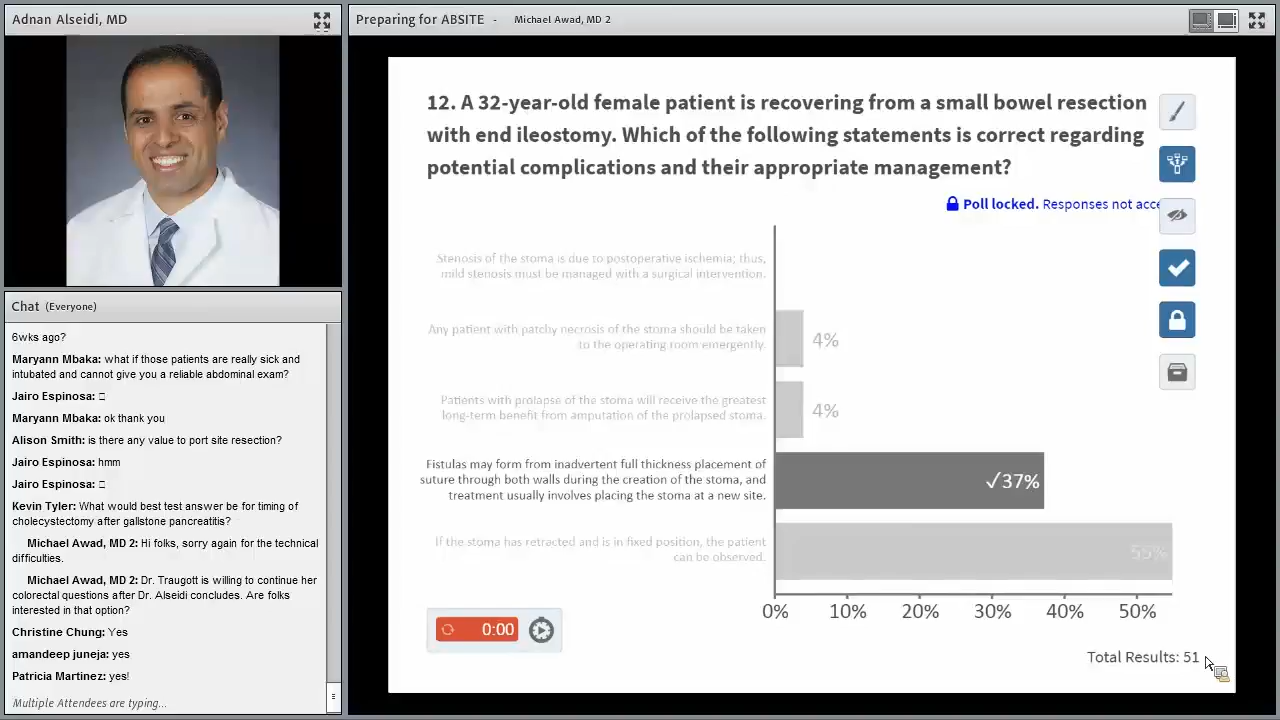 Adnan Alseidi, MD
Preparing for ABSITE - Michael Awad, MD 2
12. A 32-year-old female patient is recovering from a small bowel resection
with end ileostomy. Which of the following statements is correct regarding
potential complications and their appropriate management?
Poll locked. Responses not acce
Stenosis of the stoma is due to postoperative ischemia; thus,
mild stenosis must be managed with a surgical intervention.
Any patient with patchy necrosis of the stoma should be taken
to the operating room emergently.
4%
Patients with prolapse of the stoma will receive the greatest
long-term benefit from amputation of the prolapsed stoma.
4%
Fistulas may form from inadvertent full thickness placement of
suture through both walls during the creation of the stoma, and
treatment usually involves placing the stoma at a new site.
✓37%
If the stoma has retracted and is in fixed position, the patient
can be observed.
55%
0% 10% 20% 30% 40% 50%
0:00
Total Results: 51
Chat (Everyone)
6wks ago?
Maryann Mbaka: what if those patients are really sick and
intubated and cannot give you a reliable abdominal exam?
Jairo Espinosa: □
Maryann Mbaka: ok thank you
Alison Smith: is there any value to port site resection?
Jairo Espinosa: hmm
Jairo Espinosa: □
Kevin Tyler: What would best test answer be for timing of
cholecystectomy after gallstone pancreatitis?
Michael Awad, MD 2: Hi folks, sorry again for the technical
difficulties.
Michael Awad, MD 2: Dr. Traugott is willing to continue her
colorectal questions after Dr. Alseidi concludes. Are folks
interested in that option?
Christine Chung: Yes
amandeep juneja: yes
Patricia Martinez: yes!
Multiple Attendees are typing...